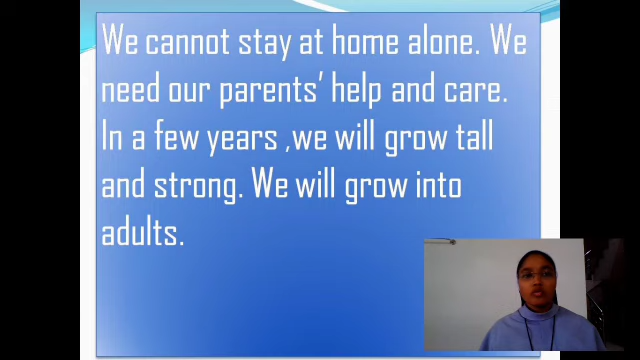 We cannot stay at home alone. We
need our parents’ help and care.
In a few years ,we will grow tall
and strong. We will grow into
adults.